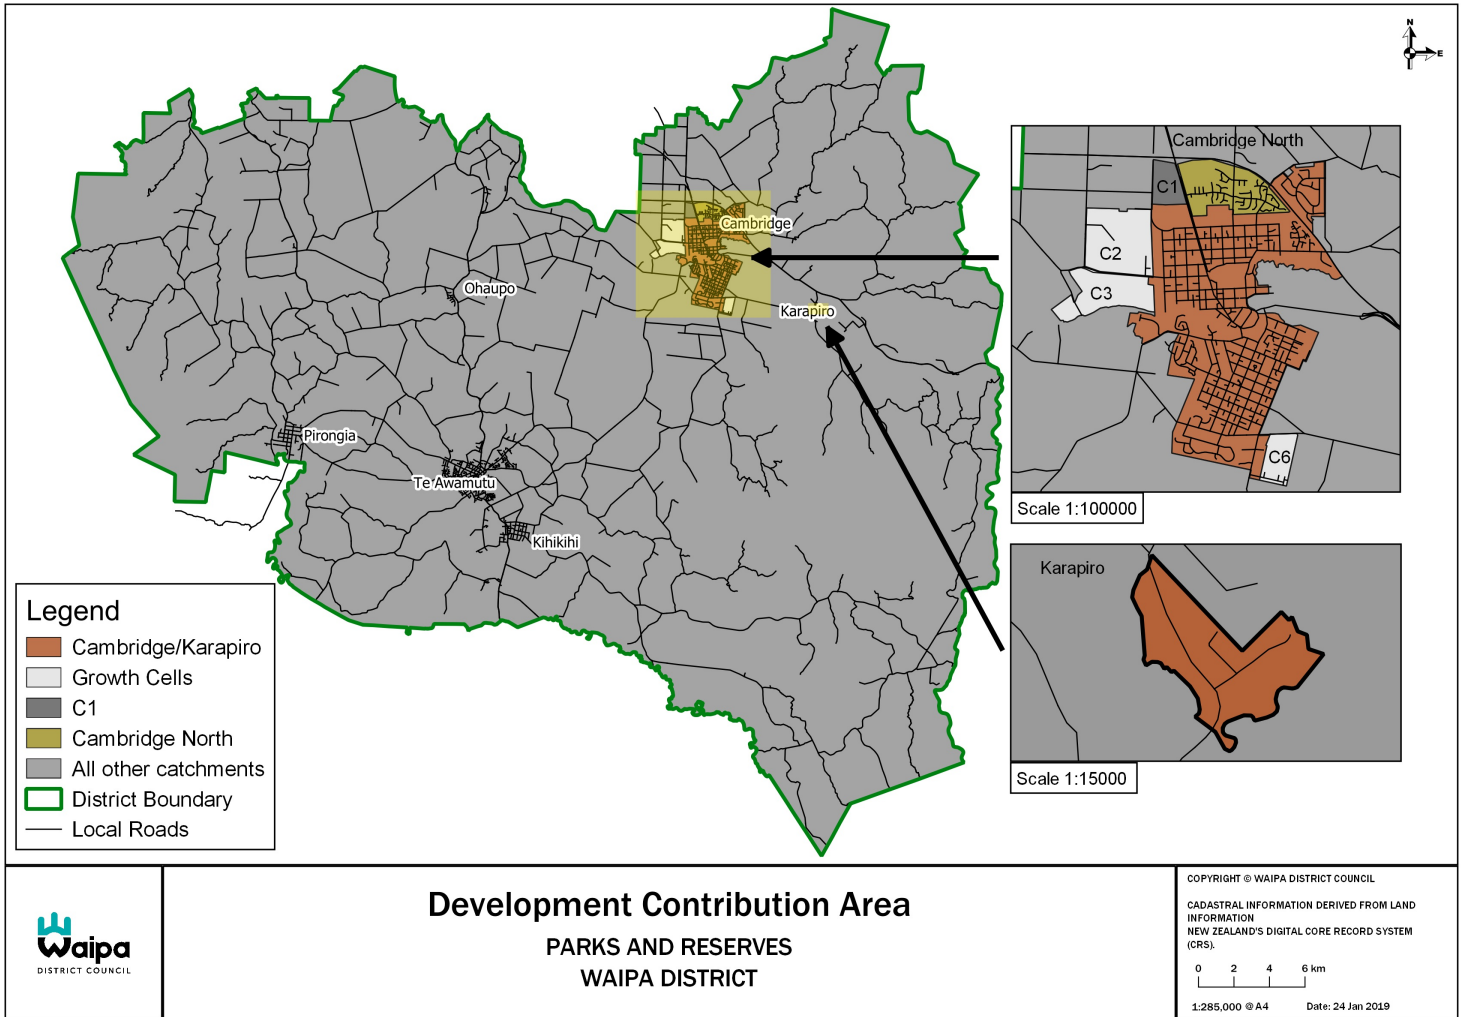 N
E
Cambridge North
C1
C2
C3
C6
Scale 1:100000
Cambridge
Ohaupo
Karapiro
Pirongia
Te Awamutu
Kihikihi
Karapiro
Scale 1:15000
Legend
Cambridge/Karapiro
Growth Cells
C1
Cambridge North
All other catchments
District Boundary
Local Roads
Waipa
DISTRICT COUNCIL
Development Contribution Area
PARKS AND RESERVES
WAIPA DISTRICT
COPYRIGHT © WAIPA DISTRICT COUNCIL
CADASTRAL INFORMATION DERIVED FROM LAND
INFORMATION
NEW ZEALAND'S DIGITAL CORE RECORD SYSTEM
(CRS).
0 2 4 6 km
1:285,000 @ A4 Date: 24 Jan 2019